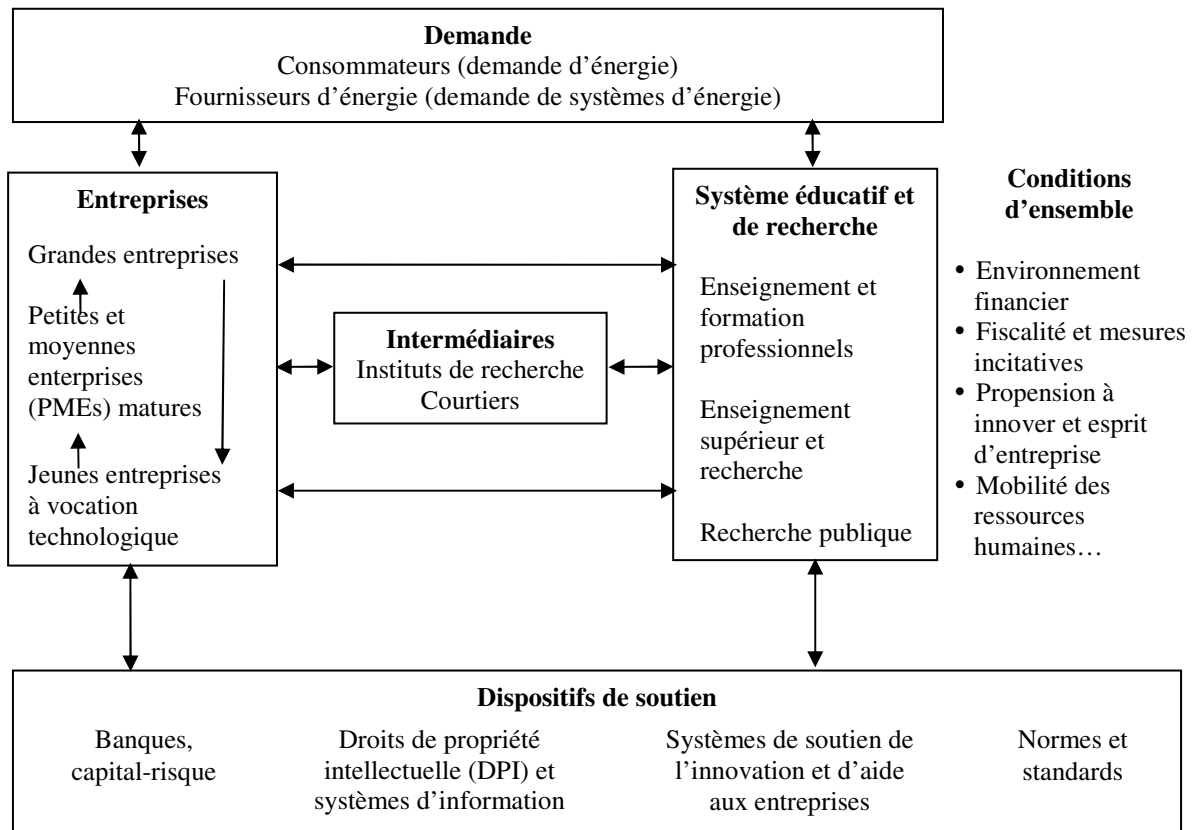 Demande
Consommateurs (demande d’énergie)
Fournisseurs d’énergie (demande de systèmes d’énergie)
Entreprises
Grandes entreprises
Petites et
moyennes
enterprises
(PMEs) matures
Jeunes entreprises
à vocation
technologique
Intermédiaires
Instituts de recherche
Courtiers
Système éducatif et
de recherche
Enseignement et
formation
professionnels
Enseignement
supérieur et
recherche
Recherche publique
Conditions
d’ensemble
• Environnement
financier
• Fiscalité et mesures
incitatives
• Propension à
innover et esprit
d’entreprise
• Mobilité des
ressources
humaines…
Dispositifs de soutien
Banques,
capital-risque
Droits de propriété
intellectuelle (DPI) et
systèmes d’information
Systèmes de soutien de
l’innovation et d’aide
aux entreprises
Normes et
standards